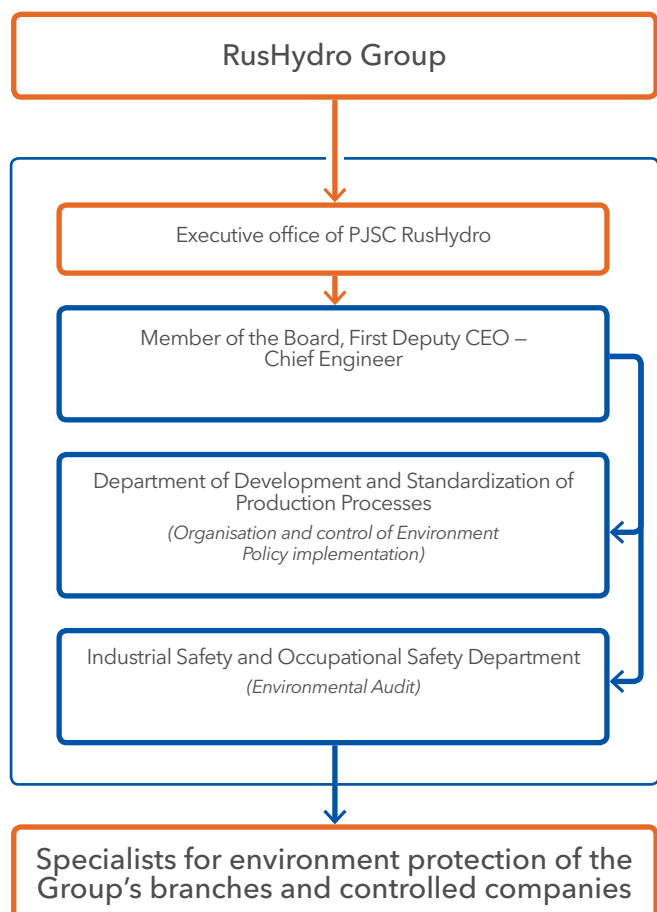 RusHydro Group
Executive office of PJSC RusHydro
Member of the Board, First Deputy CEO –
Chief Engineer
Department of Development and Standardization of
Production Processes
(Organisation and control of Environment
Policy implementation)
Industrial Safety and Occupational Safety Department
(Environmental Audit)
Specialists for environment protection of the
Group’s branches and controlled companies